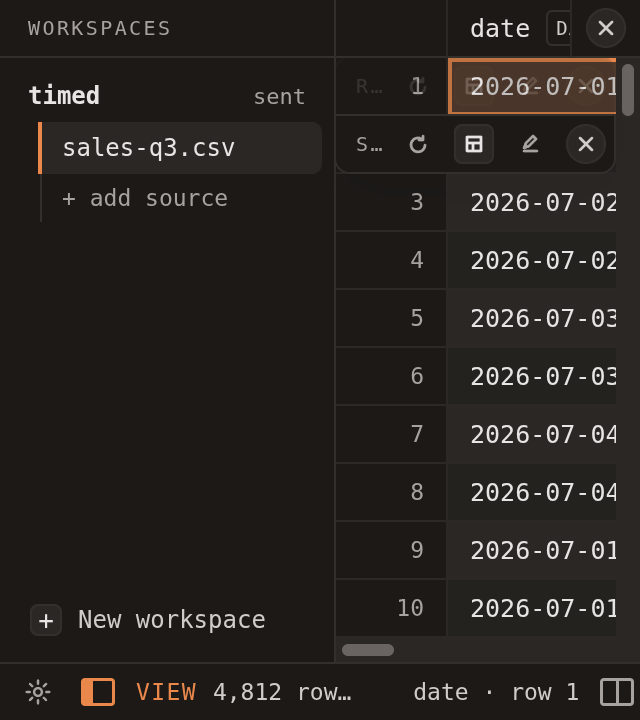 WORKSPACES
date D.
timed sent
sales-q3.csv
+ add source
R… 1 2026-07-01
S…
3 2026-07-02
4 2026-07-02
5 2026-07-03
6 2026-07-03
7 2026-07-04
8 2026-07-04
9 2026-07-01
10 2026-07-01
New workspace
VIEW 4,812 row… date · row 1